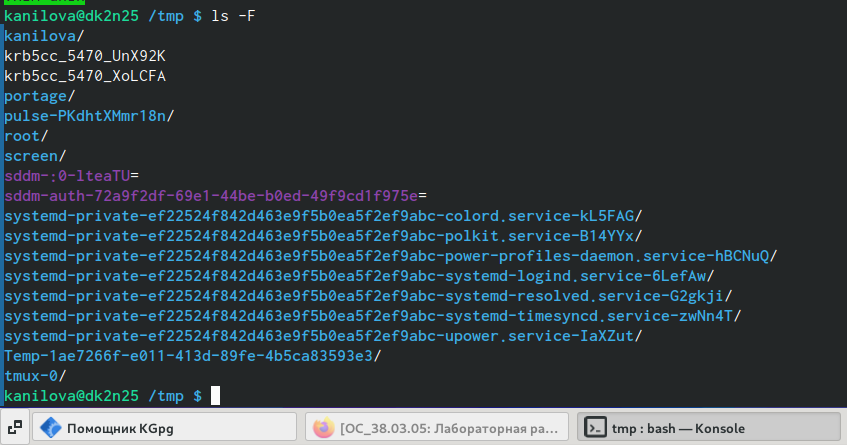 kanilova@dk2n25 /tmp $ ls -F
kanilova/
krb5cc_5470_UnX92K
krb5cc_5470_XoLCFA
portage/
pulse-PKdhtXMmr18n/
root/
screen/
sddm-:0-lteaTU=
sddm-auth-72a9f2df-69e1-44be-b0ed-49f9cd1f975e=
systemd-private-ef22524f842d463e9f5b0ea5f2ef9abc-colord.service-kL5FAG/
systemd-private-ef22524f842d463e9f5b0ea5f2ef9abc-polkit.service-B14YYx/
systemd-private-ef22524f842d463e9f5b0ea5f2ef9abc-power-profiles-daemon.service-hBCNuQ/
systemd-private-ef22524f842d463e9f5b0ea5f2ef9abc-systemd-logind.service-6LefAw/
systemd-private-ef22524f842d463e9f5b0ea5f2ef9abc-systemd-resolved.service-G2gkji/
systemd-private-ef22524f842d463e9f5b0ea5f2ef9abc-systemd-timesyncd.service-zwNn4T/
systemd-private-ef22524f842d463e9f5b0ea5f2ef9abc-upower.service-IaXZut/
Temp-1ae7266f-e011-413d-89fe-4b5ca83593e3/
tmux-0/
kanilova@dk2n25 /tmp $
Помощник KGpg
[ОС_38.03.05: Лабораторная ра...
tmp : bash — Konsole